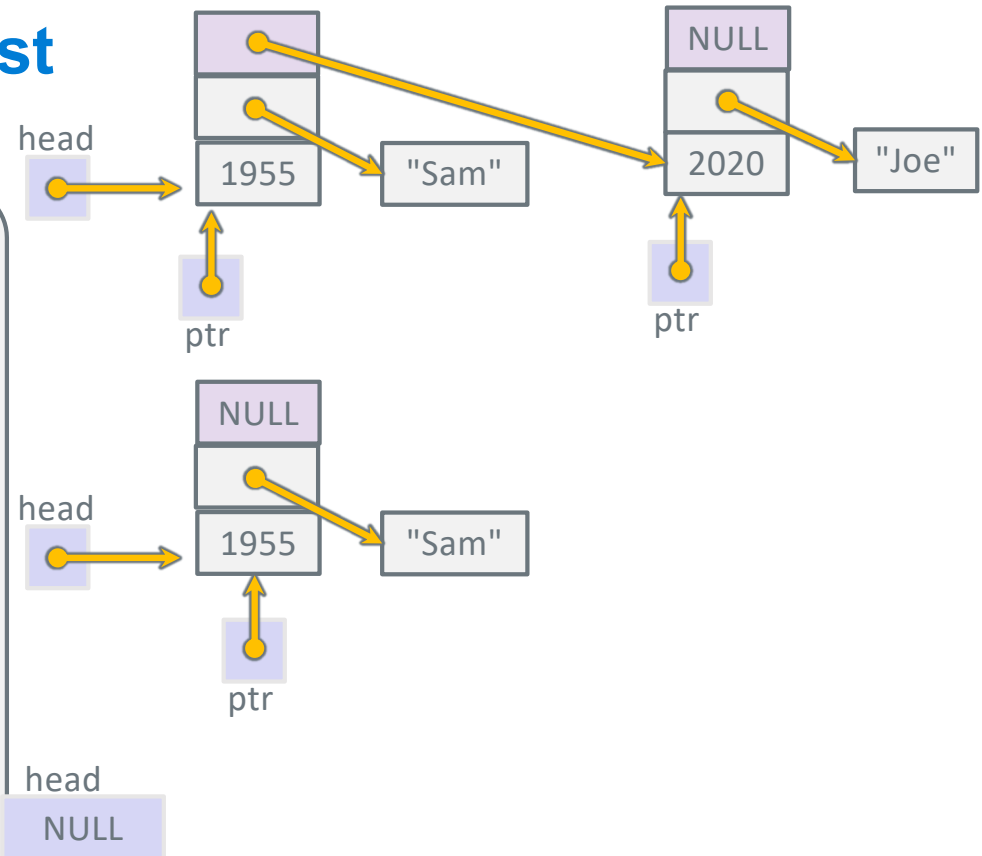 st
NULL
head
1955
"Sam"
2020
"Joe"
ptr
ptr
NULL
head
1955
"Sam"
ptr
head
NULL